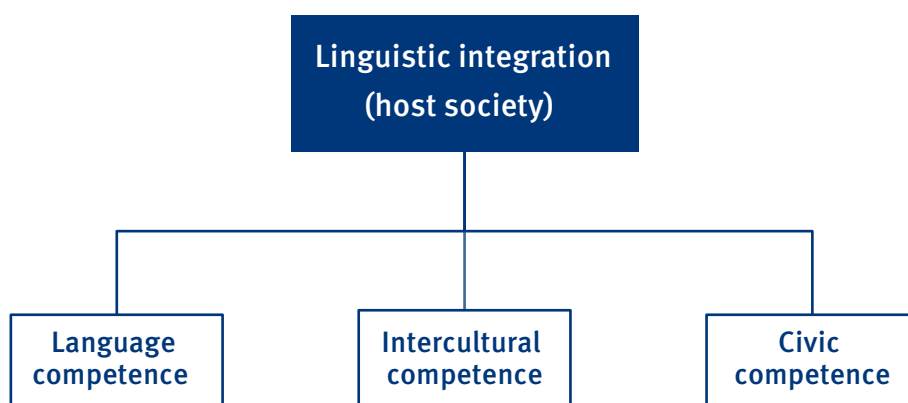 Linguistic integration
(host society)
Language
competence
Intercultural
competence
Civic
competence